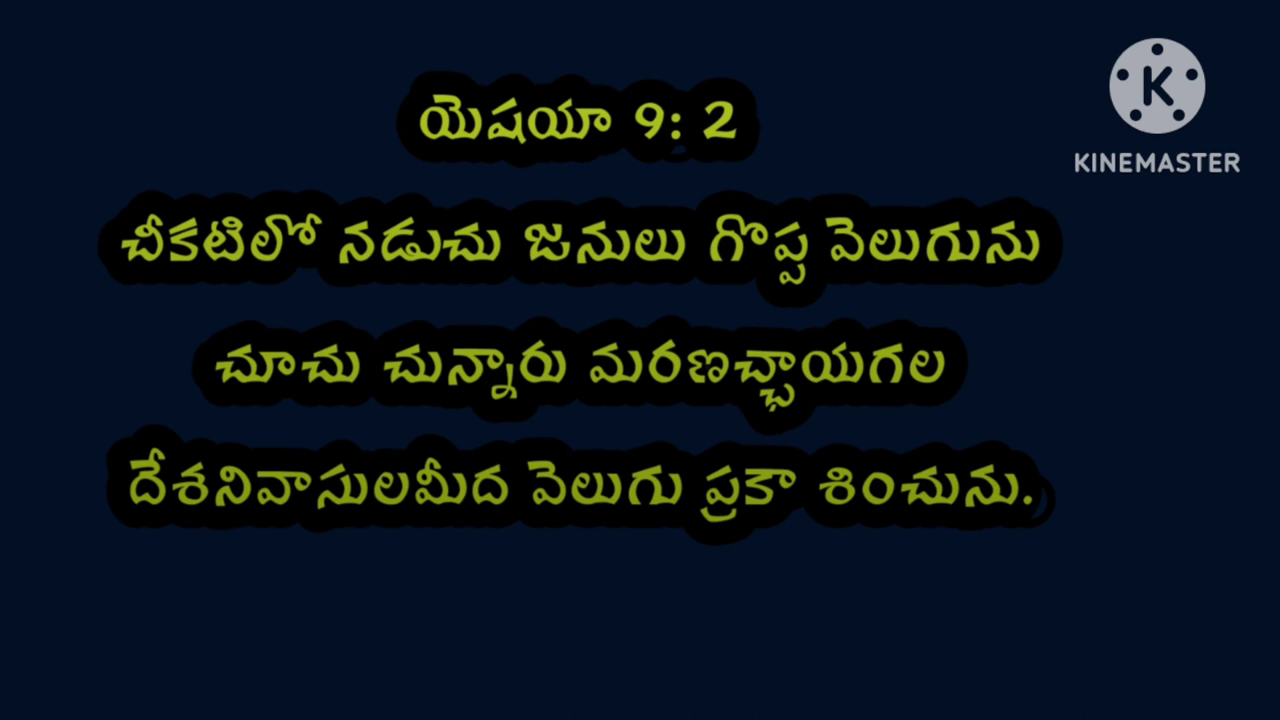 యెషయా 9: 2
KINEMASTER
చీకటిలో నడుచు జనులు గొప్ప వెలుగును
చూచు చున్నారు మరణచ్ఛాయగల
దేశనివాసులమీద వెలుగు ప్రకా శించును.